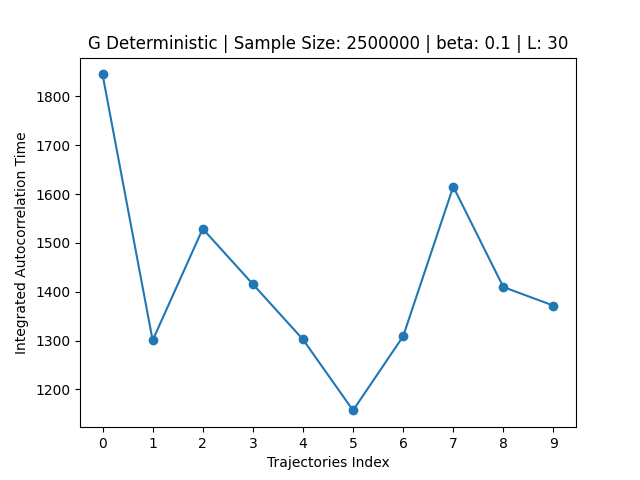 G Deterministic | Sample Size: 2500000 | beta: 0.1 | L: 30
Integrated Autocorrelation Time
1800
1700
1600
1500
1400
1300
1200
0 1 2 3 4 5 6 7 8 9
Trajectories Index